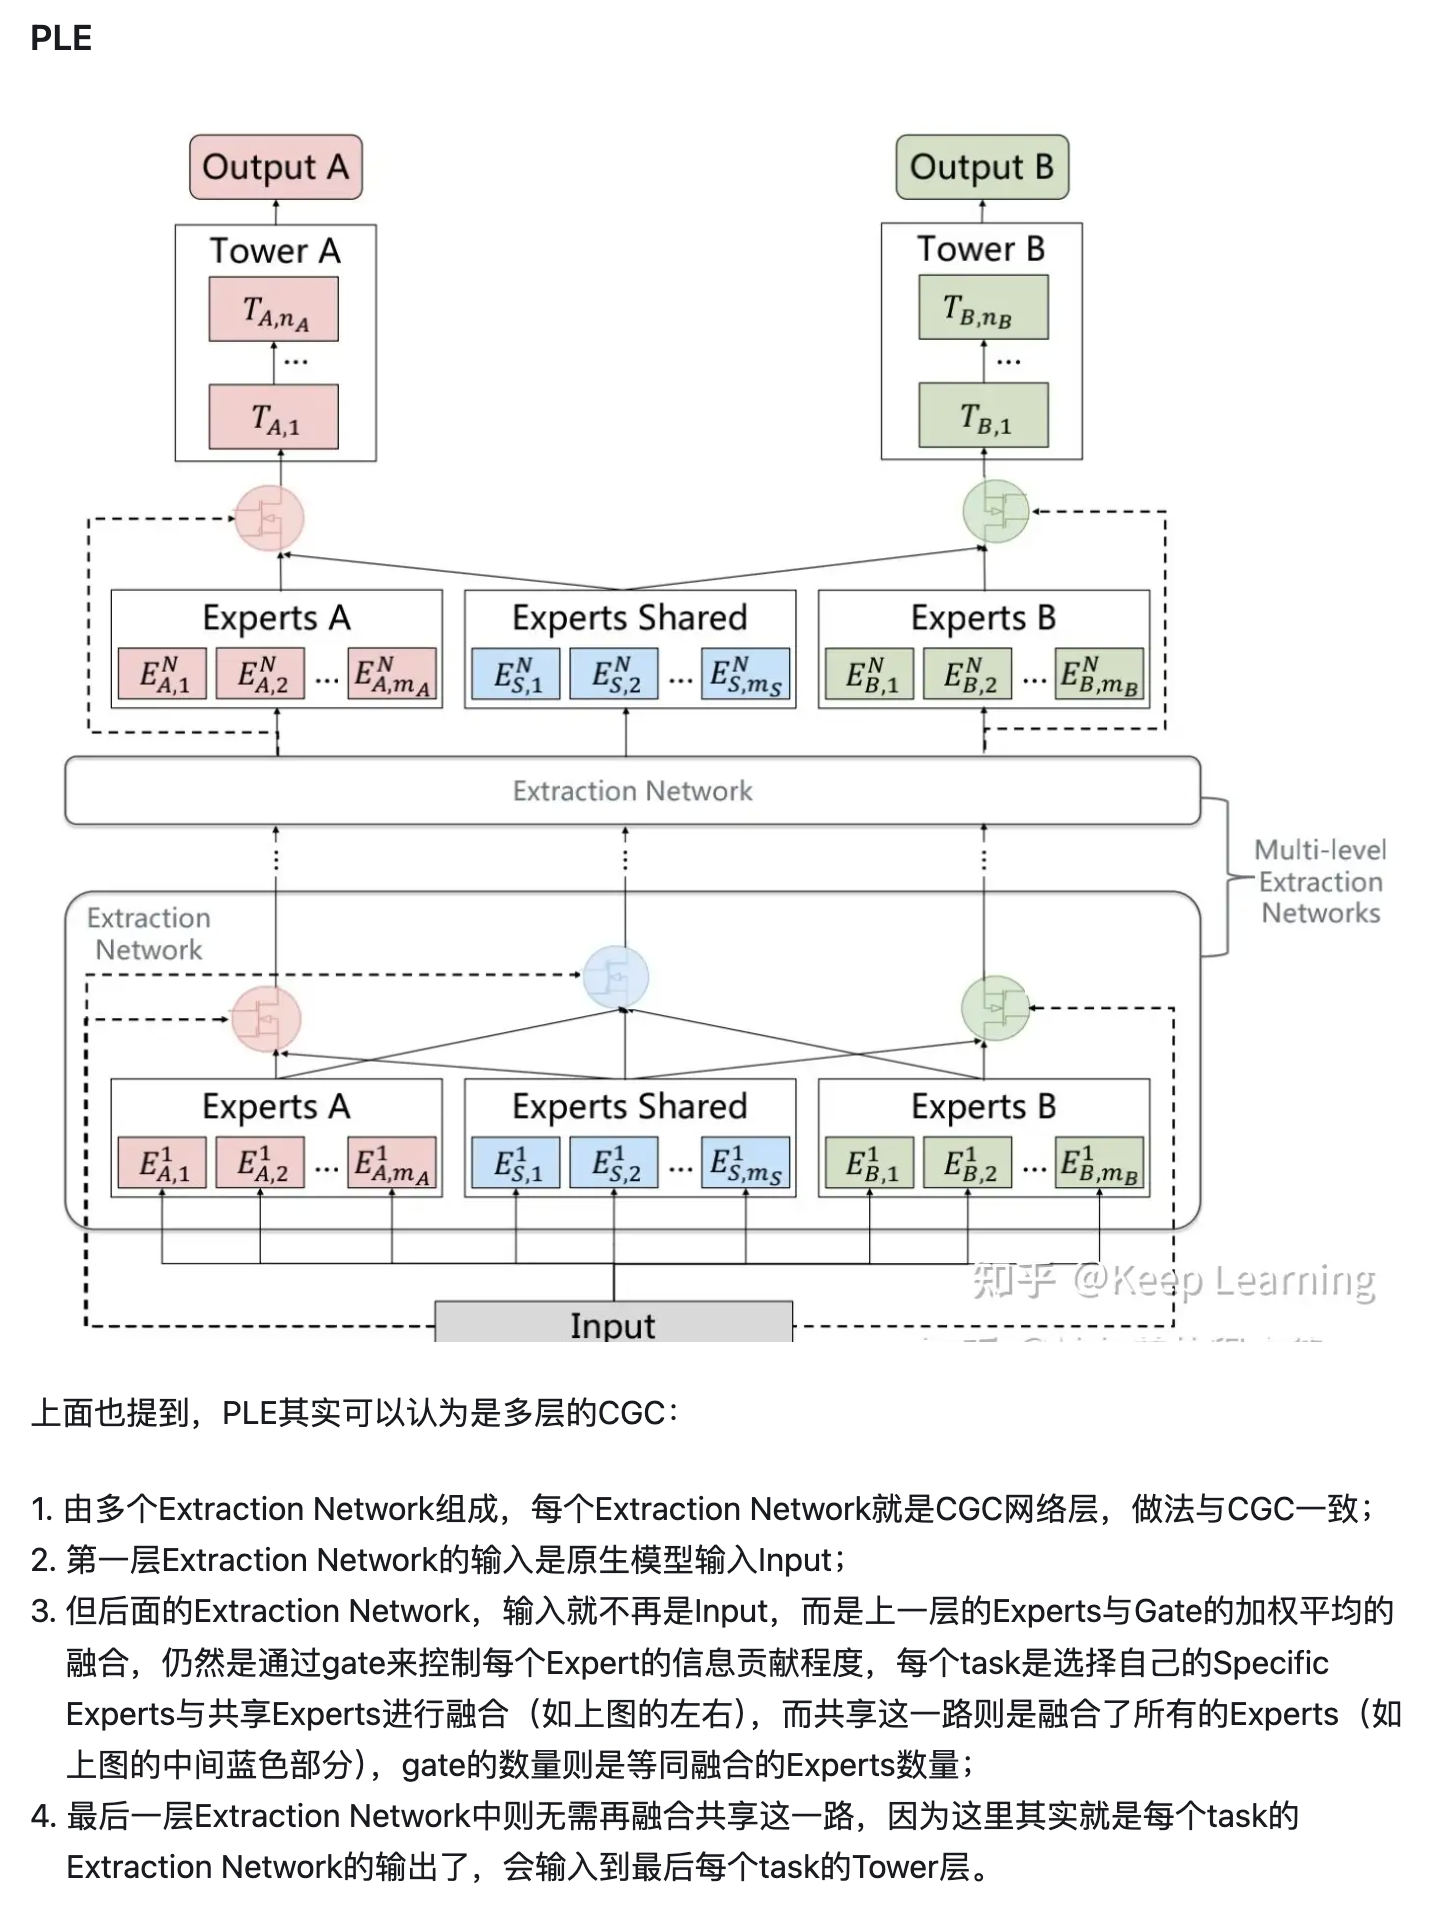 PLE
Output A
Output B
Tower A
Tower B
T_{A,n_A}
T_{B,n_B}
...
...
T_{A,1}
T_{B,1}
Experts A
Experts Shared
Experts B
E^N_{A,1} E^N_{A,2} ... E^N_{A,m_A}
E^N_{S,1} E^N_{S,2} ... E^N_{S,m_S}
E^N_{B,1} E^N_{B,2} ... E^N_{B,m_B}
Extraction Network
Multi-level
Extraction
Networks
Extraction
Network
Experts A
Experts Shared
Experts B
E^1_{A,1} E^1_{A,2} ... E^1_{A,m_A}
E^1_{S,1} E^1_{S,2} ... E^1_{S,m_S}
E^1_{B,1} E^1_{B,2} ... E^1_{B,m_B}
知乎 @Keep Learning
Input
上面也提到，PLE其实可以认为是多层的CGC：
1. 由多个Extraction Network组成，每个Extraction Network就是CGC网络层，做法与CGC一致；
2. 第一层Extraction Network的输入是原生模型输入Input；
3. 但后面的Extraction Network，输入就不再是Input，而是上一层的Experts与Gate的加权平均的
融合，仍然是通过gate来控制每个Expert的信息贡献程度，每个task是选择自己的Specific
Experts与共享Experts进行融合（如上图的左右），而共享这一路则是融合了所有的Experts（如
上图的中间蓝色部分），gate的数量则是等同融合的Experts数量；
4. 最后一层Extraction Network中则无需再融合共享这一路，因为这里其实就是每个task的
Extraction Network的输出了，会输入到最后每个task的Tower层。